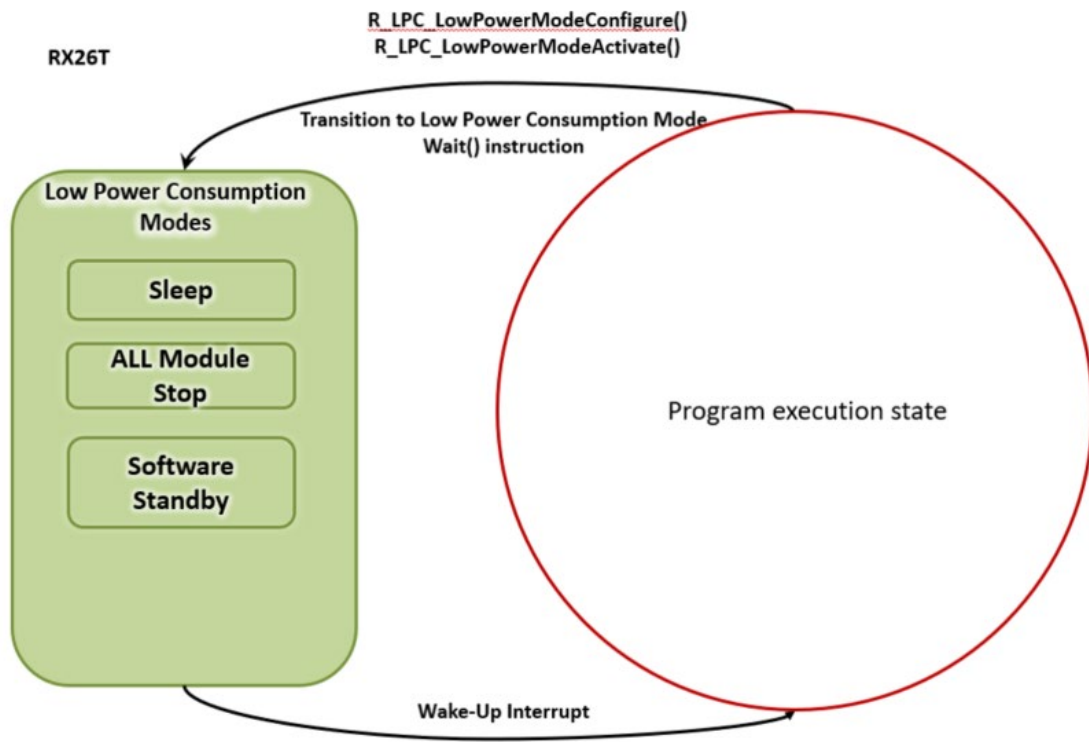 R_LPC_LowPowerModeConfigure()
R_LPC_LowPowerModeActivate()
RX26T
Transition to Low Power Consumption Mode
Wait() instruction
Low Power Consumption
Modes
Sleep
ALL Module
Stop
Software
Standby
Program execution state
Wake-Up Interrupt